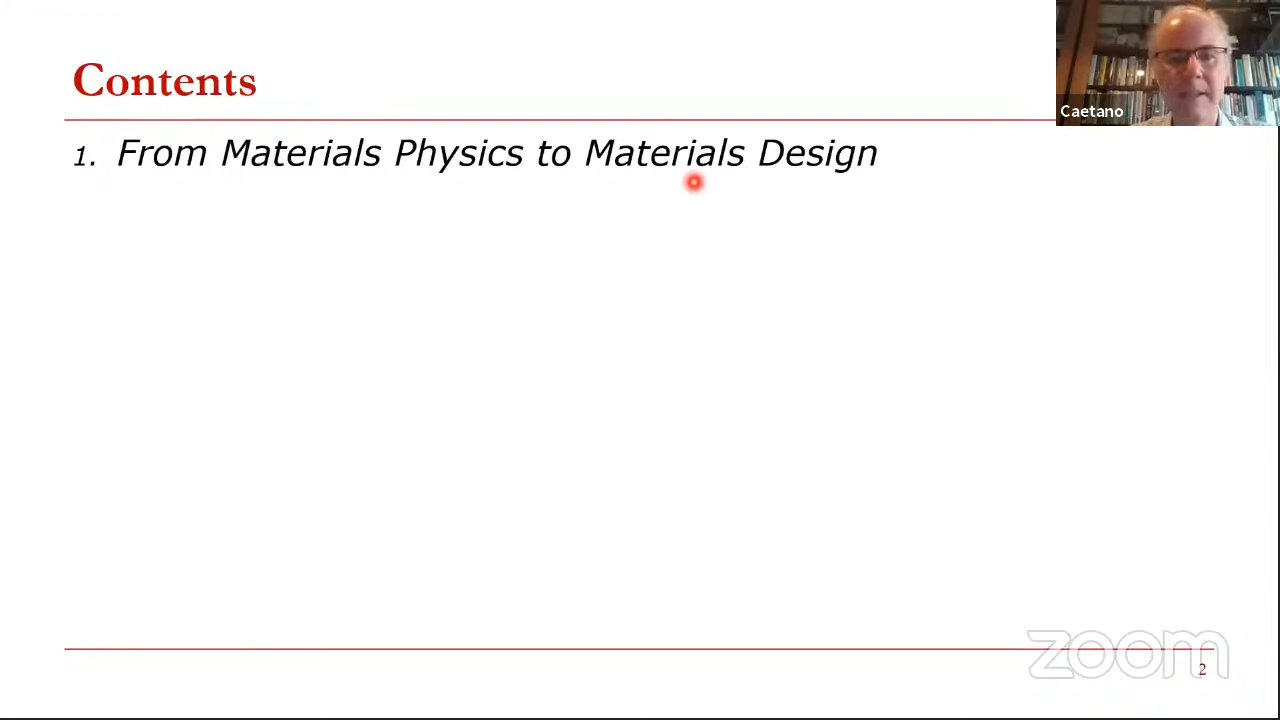 Contents
Caetano
1. From Materials Physics to Materials Design
zoom
2